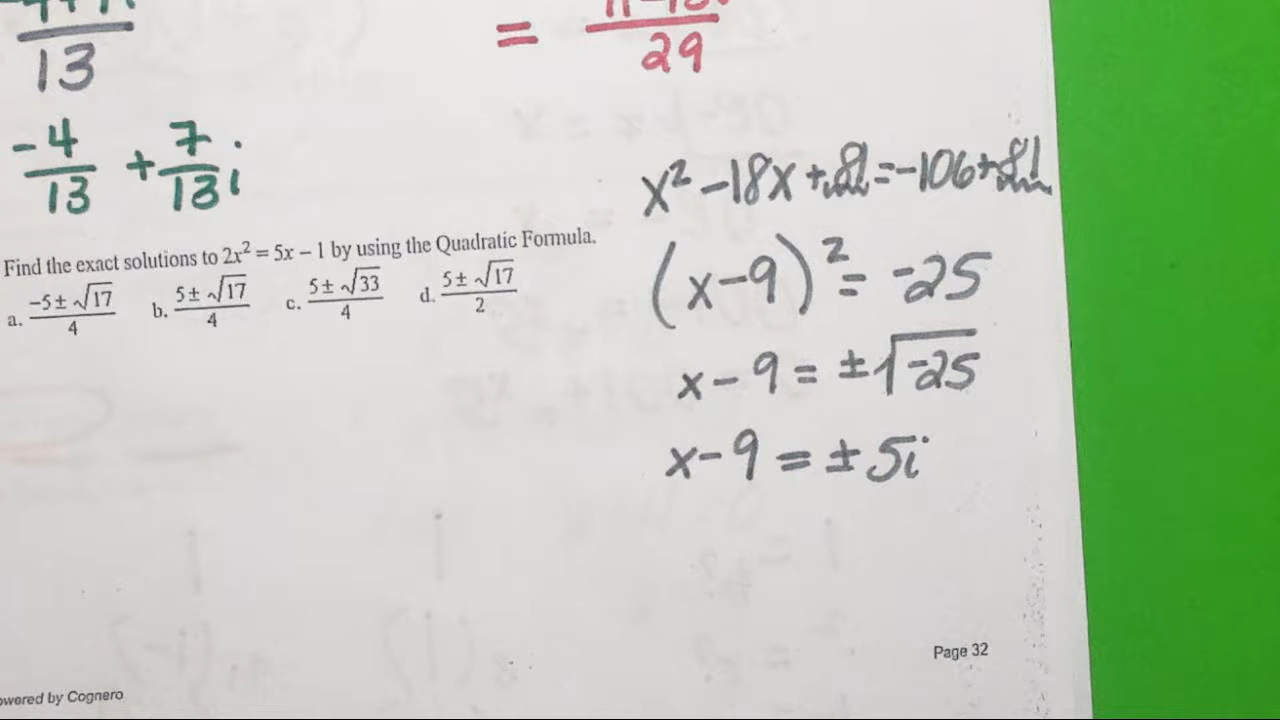 13
= 29
-4/13 + 7/13 i
Find the exact solutions to 2x² = 5x – 1 by using the Quadratic Formula.
a. (-5 ± √17)/4 b. (5 ± √17)/4 c. (5 ± √33)/4 d. (5 ± √17)/2
x² - 18x + 81 = -106 + 81
(x - 9)² = -25
x - 9 = ±√-25
x - 9 = ±5i
Page 32
owered by Cognero